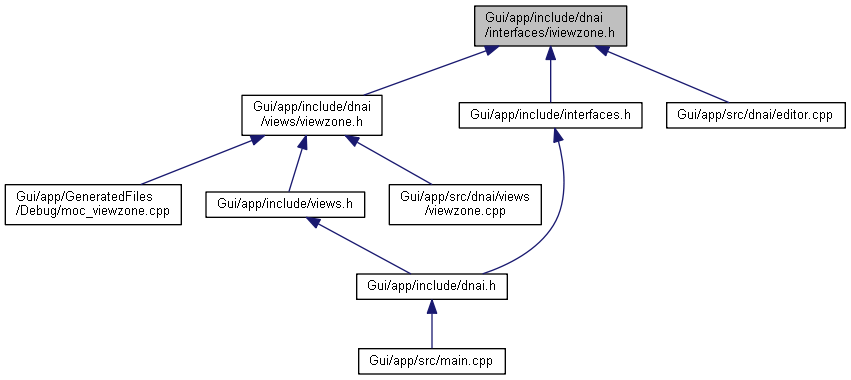 Gui/app/include/dnai
/interfaces/iviewzone.h
Gui/app/include/dnai
/views/viewzone.h
Gui/app/include/interfaces.h
Gui/app/src/dnai/editor.cpp
Gui/app/GeneratedFiles
/Debug/moc_viewzone.cpp
Gui/app/include/views.h
Gui/app/src/dnai/views
/viewzone.cpp
Gui/app/include/dnai.h
Gui/app/src/main.cpp